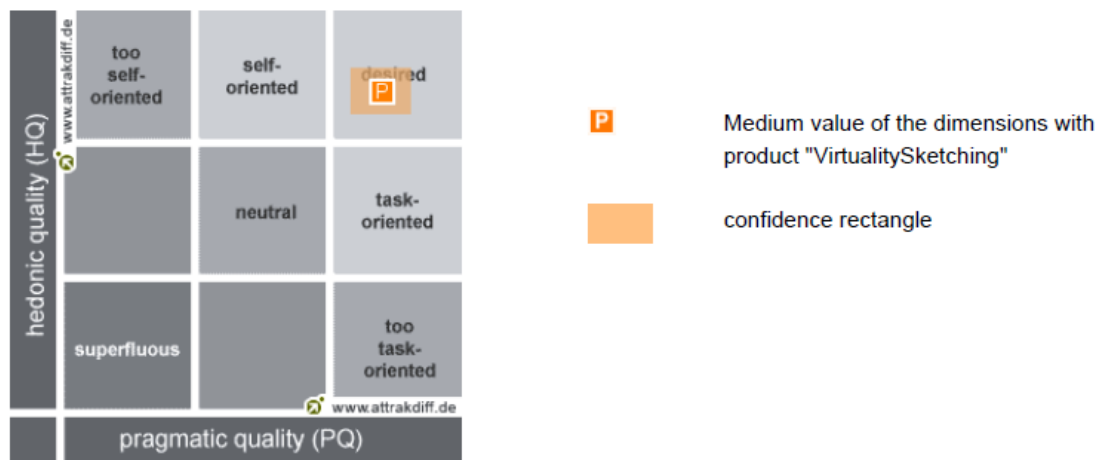 www.attrakdiff.de
hedonic quality (HQ)
too
self-
oriented
self-
oriented
desired
P
neutral
task-
oriented
superfluous
too
task-
oriented
www.attrakdiff.de
pragmatic quality (PQ)
P
Medium value of the dimensions with
product "VirtualitySketching"
confidence rectangle